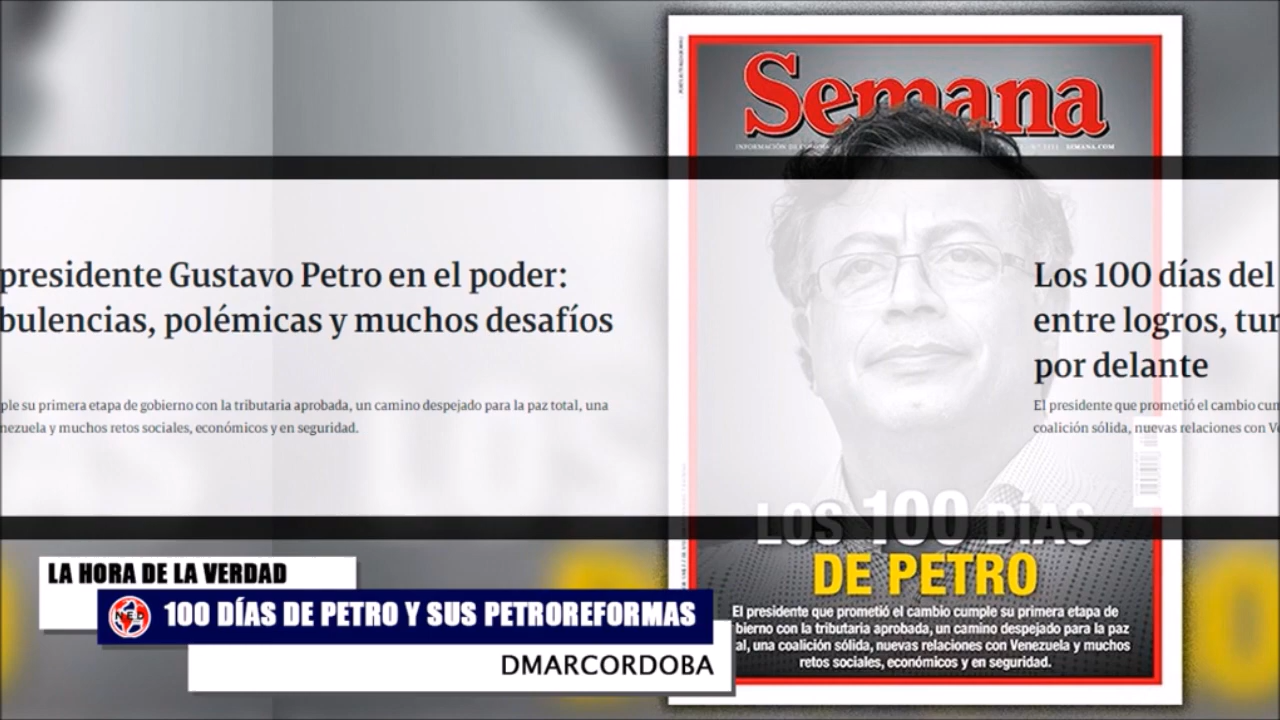 Semana
INFORMACIÓN DE
SEMANA.COM
presidente Gustavo Petro en el poder:
bulencias, polémicas y muchos desafíos
ple su primera etapa de gobierno con la tributaria aprobada, un camino despejado para la paz total, una
nezuela y muchos retos sociales, económicos y en seguridad.
Los 100 días del
entre logros, tur
por delante
El presidente que prometió el cambio cum
coalición sólida, nuevas relaciones con Ve
LOS 100 DÍAS
DE PETRO
El presidente que prometió el cambio cumple su primera etapa de
bierno con la tributaria aprobada, un camino despejado para la paz
al, una coalición sólida, nuevas relaciones con Venezuela y muchos
retos sociales, económicos y en seguridad.
LA HORA DE LA VERDAD
100 DÍAS DE PETRO Y SUS PETROREFORMAS
DMARCORDOBA